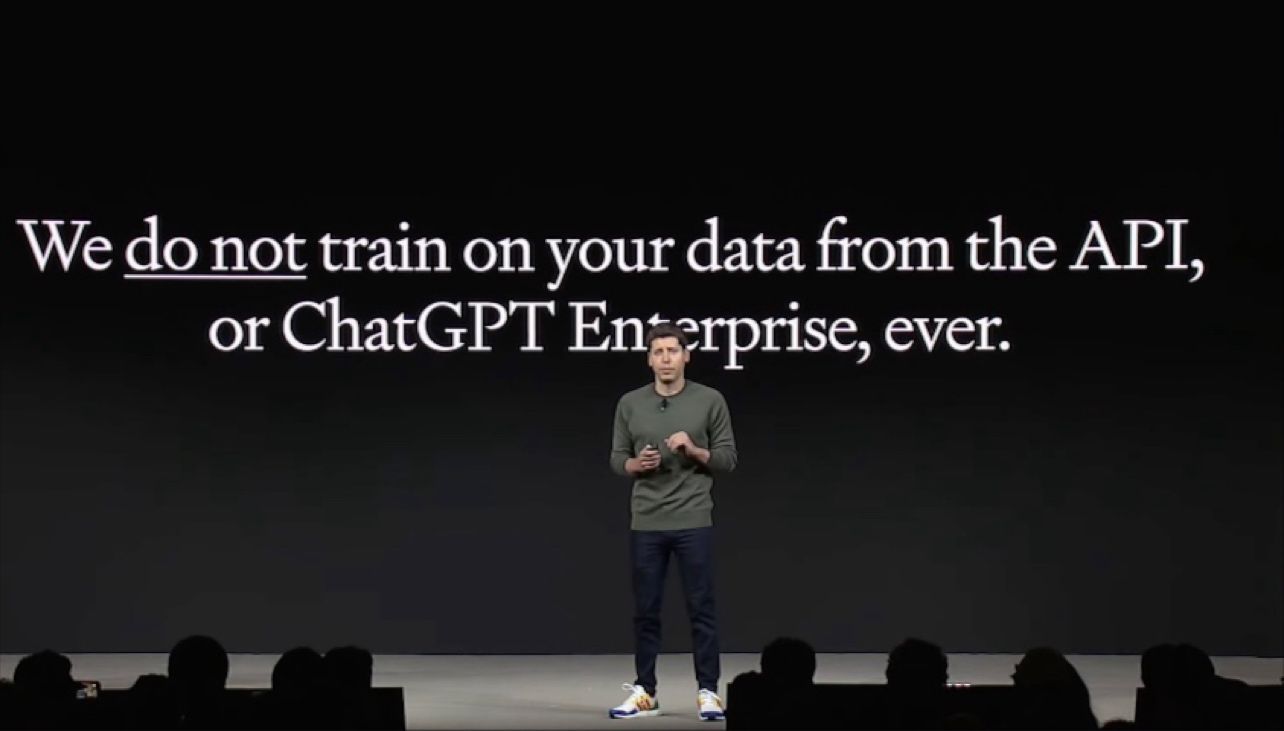 We do not train on your data from the API,
or ChatGPT Enterprise, ever.